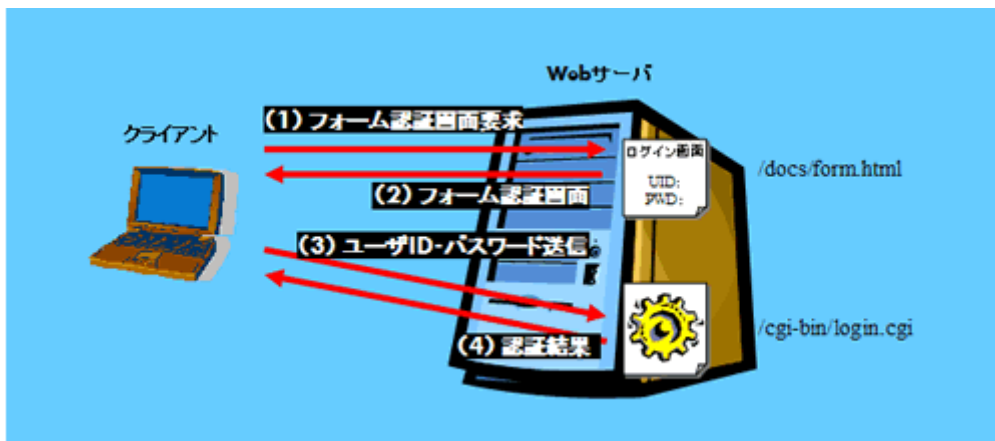 Webサーバ
クライアント
(1) フォーム認証画面要求
ログイン画面
UID:
PWD:
/docs/form.html
(2) フォーム認証画面
(3) ユーザID・パスワード送信
/cgi-bin/login.cgi
(4) 認証結果